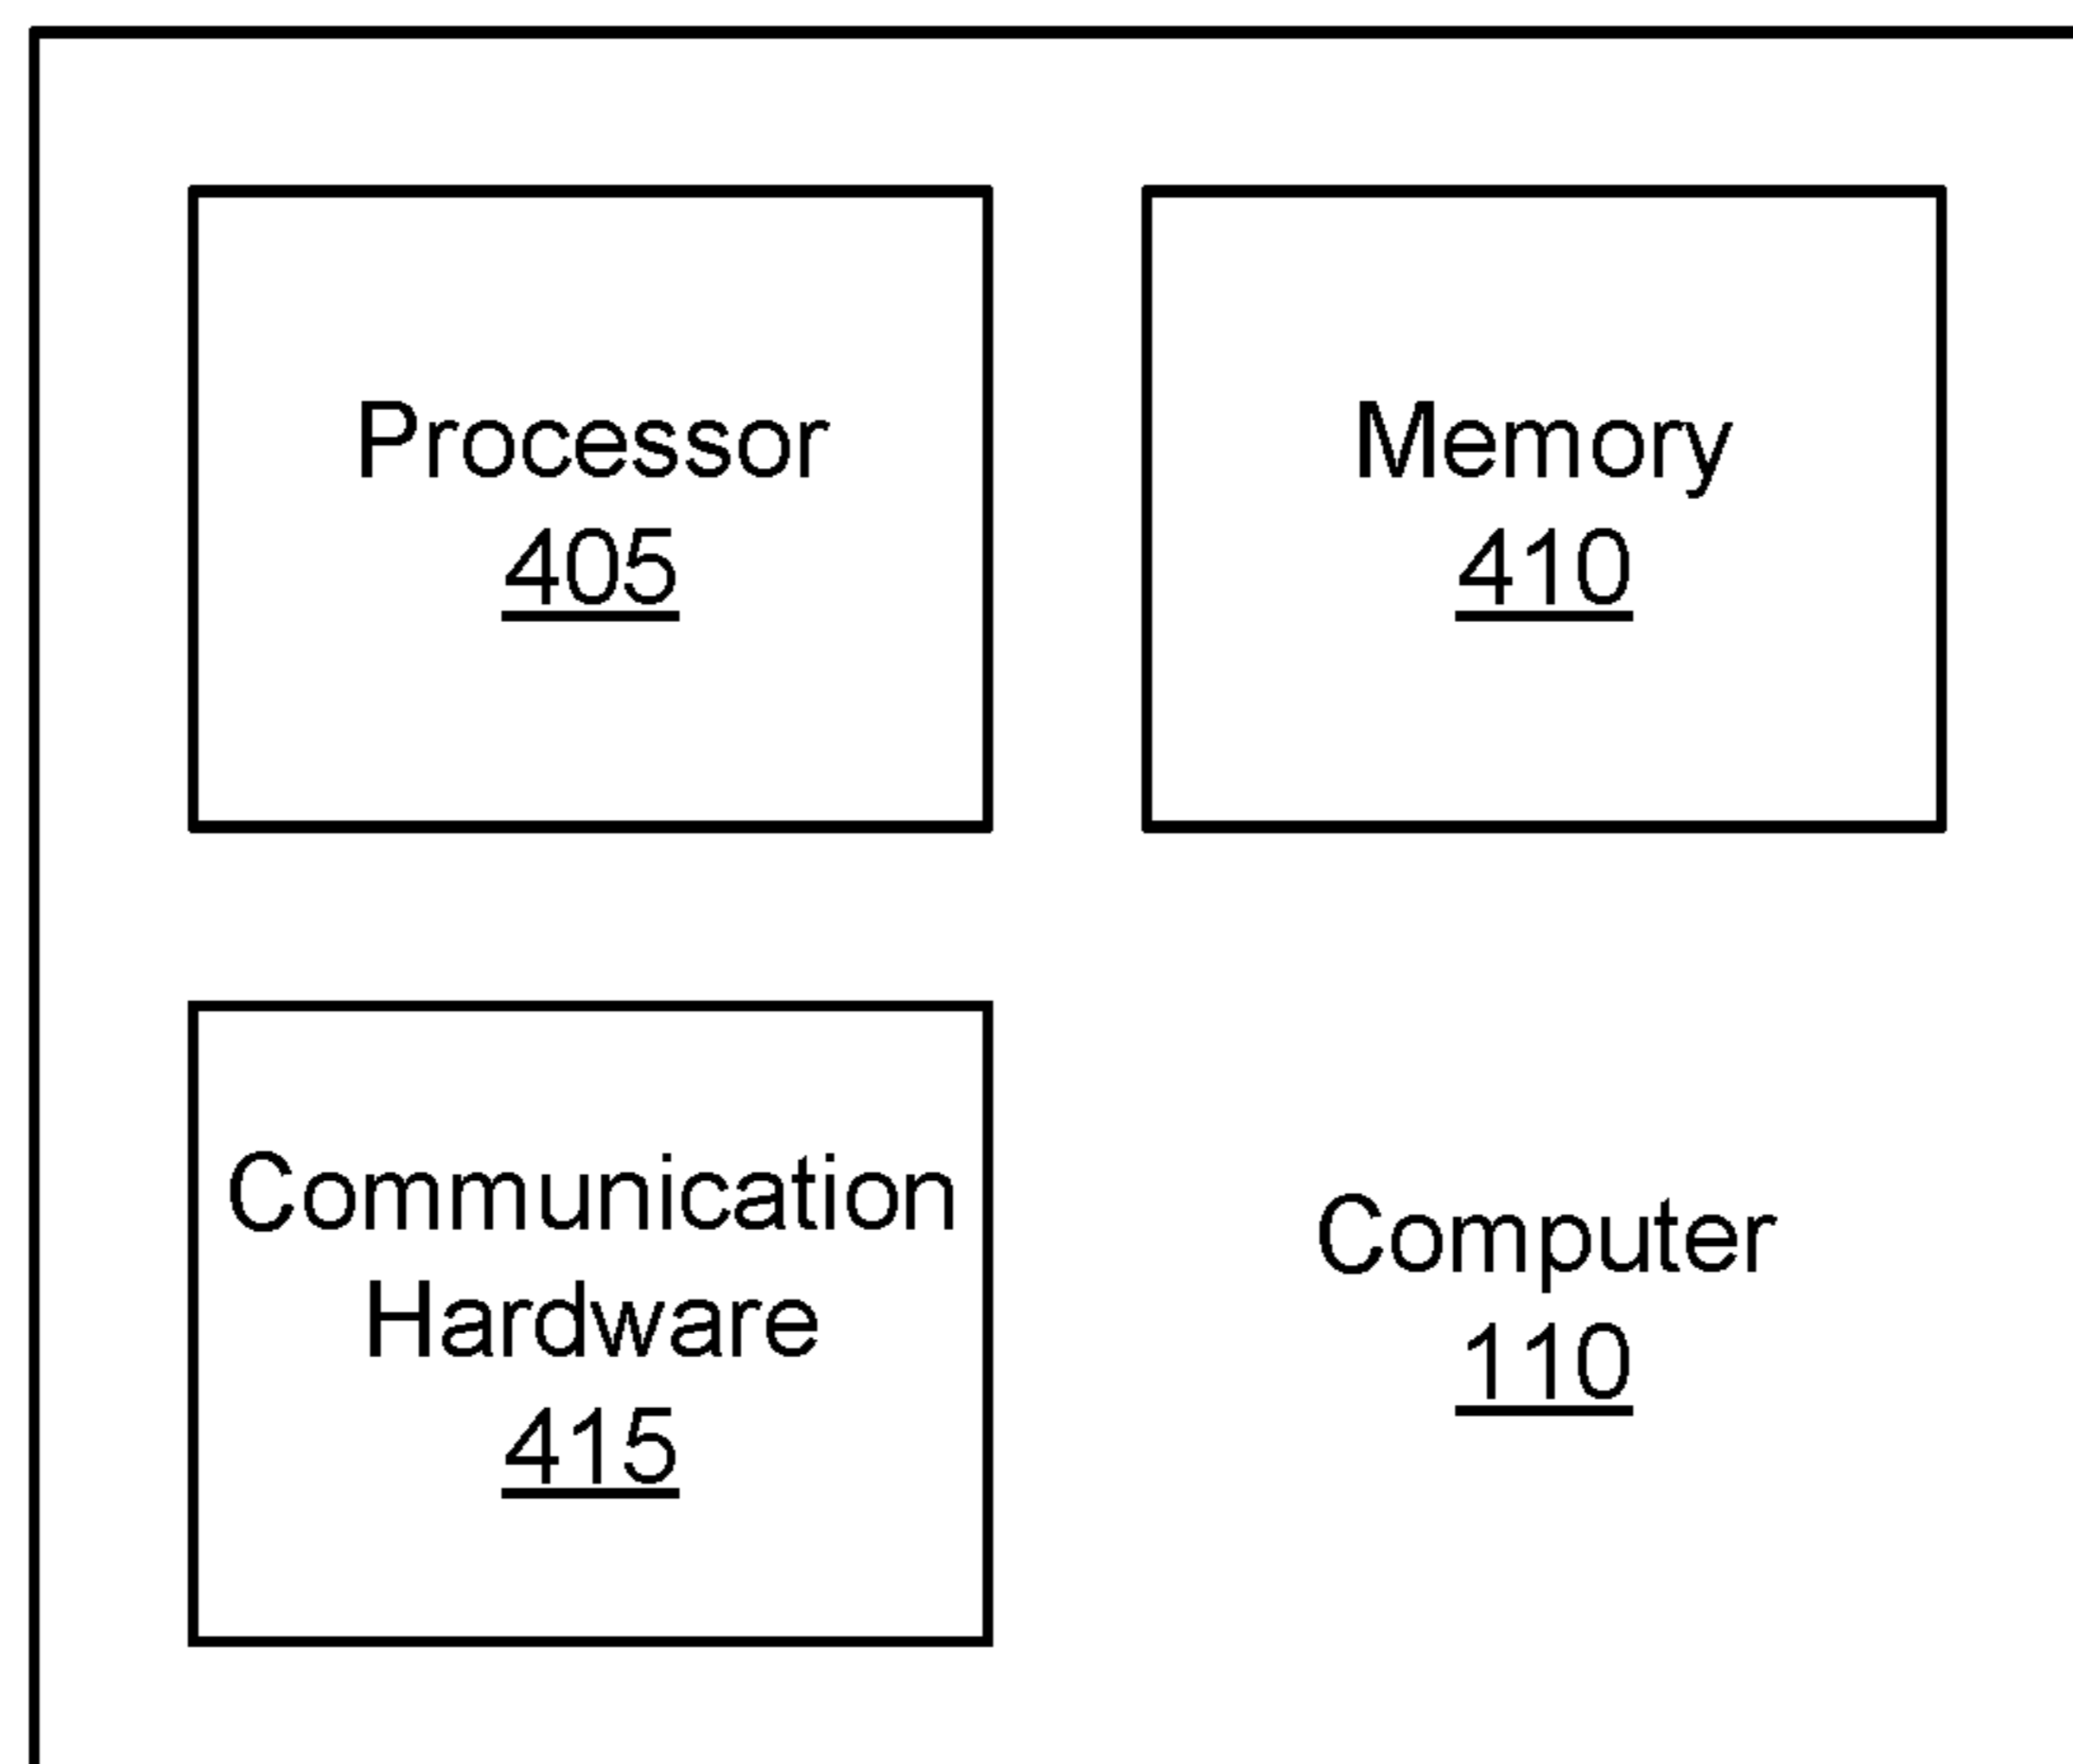 Processor
405
Memory
410
Communication
Hardware
415
Computer
110